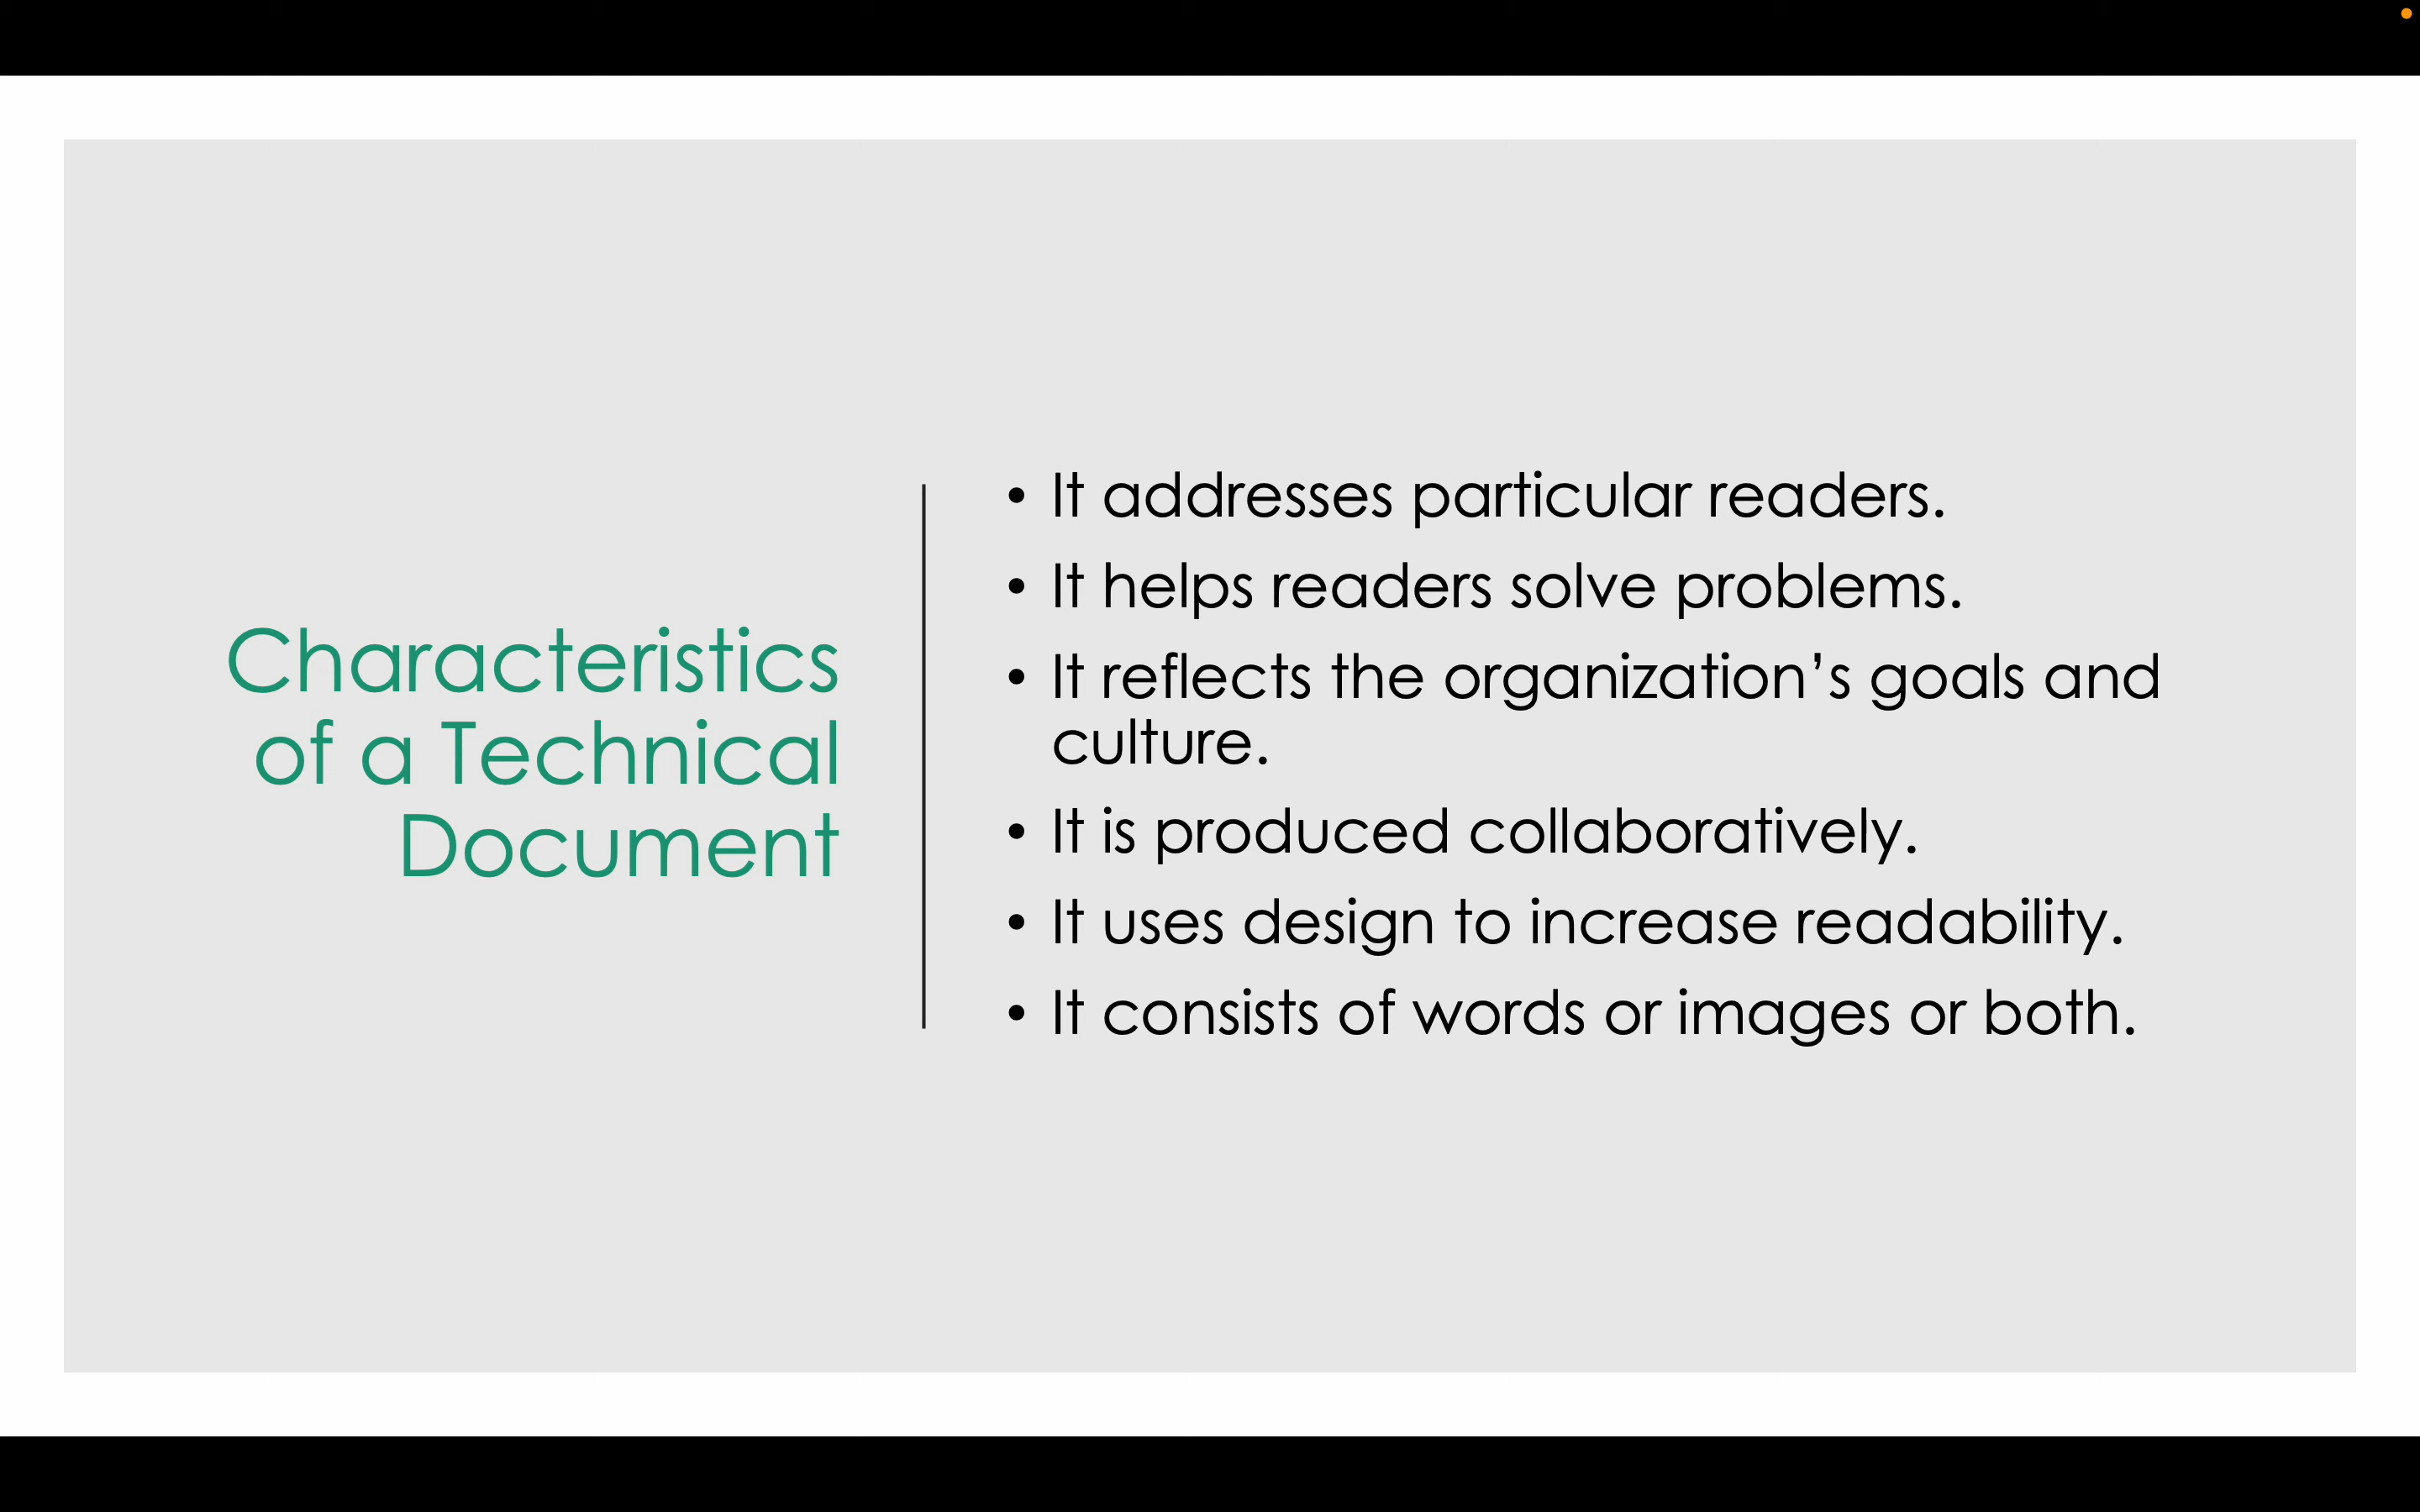 Characteristics
of a Technical
Document
• It addresses particular readers.
• It helps readers solve problems.
• It reflects the organization’s goals and
culture.
• It is produced collaboratively.
• It uses design to increase readability.
• It consists of words or images or both.